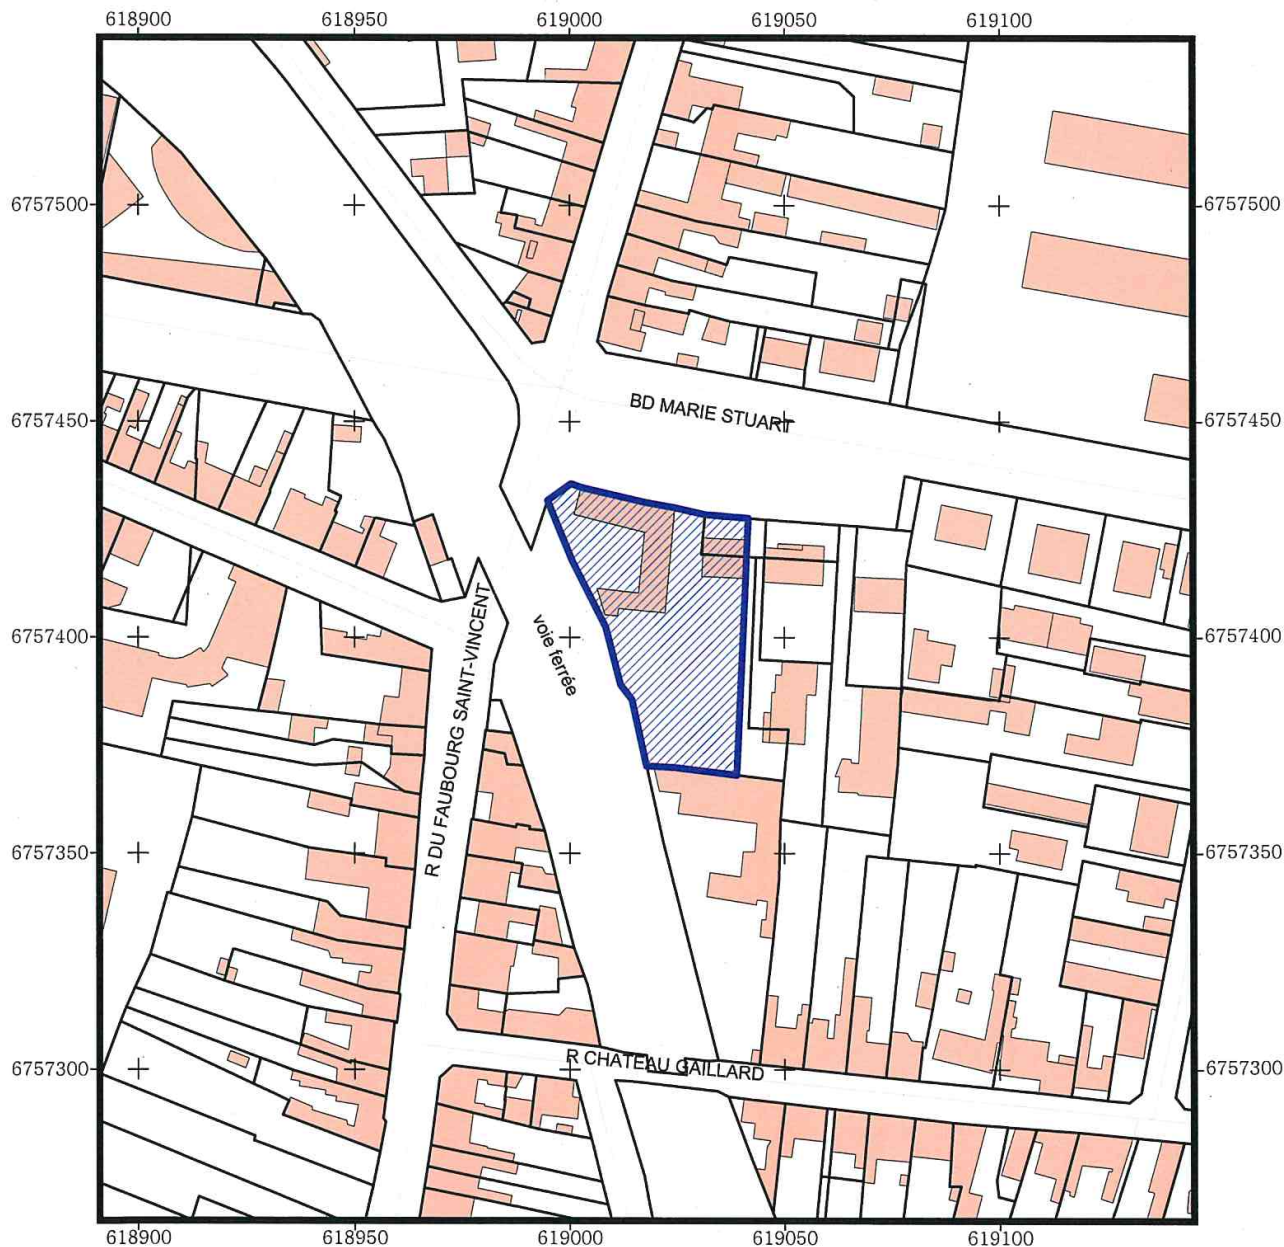 618900 618950 619000 619050 619100
6757500 6757500
BD MARIE STUART
6757450 6757450
voie ferrée
6757400 6757400
R DU FAUBOURG SAINT-VINCENT
6757350 6757350
R CHATEAU GAILLARD
6757300 6757300
618900 618950 619000 619050 619100